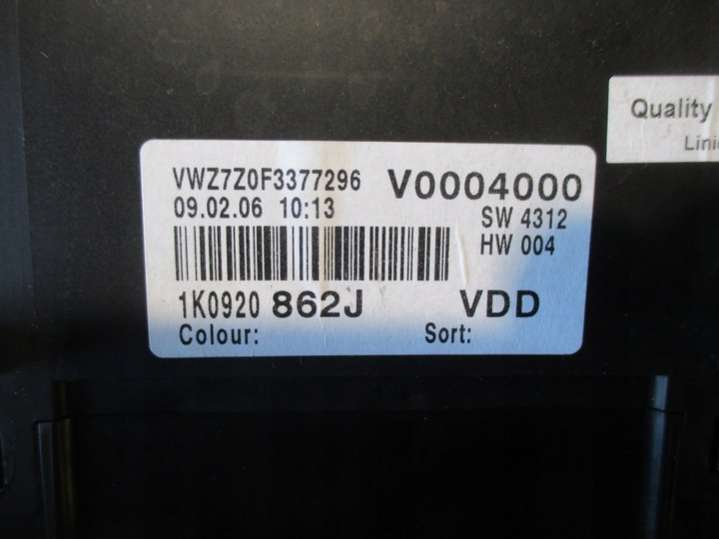 VWZ7Z0F3377296 V0004000
09.02.06 10:13 SW 4312
HW 004
1K0920 862J VDD
Colour: Sort:
Quality